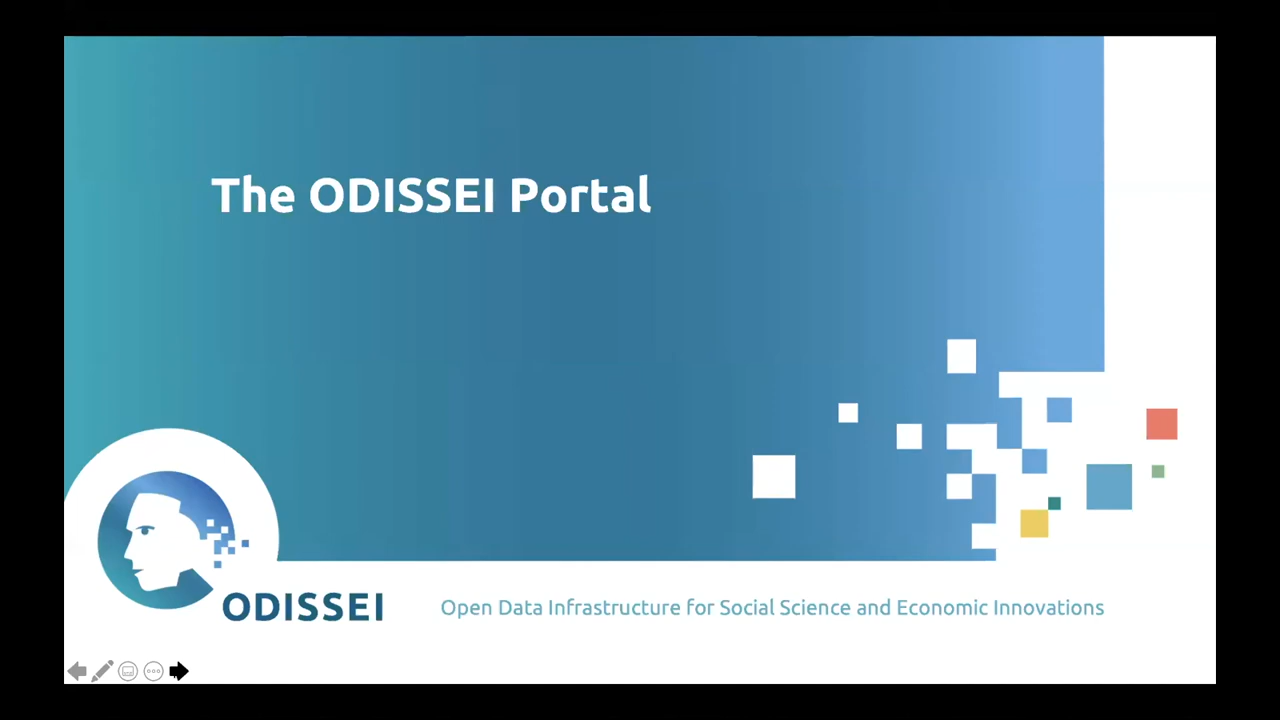 The ODISSEI Portal
ODISSEI
Open Data Infrastructure for Social Science and Economic Innovations